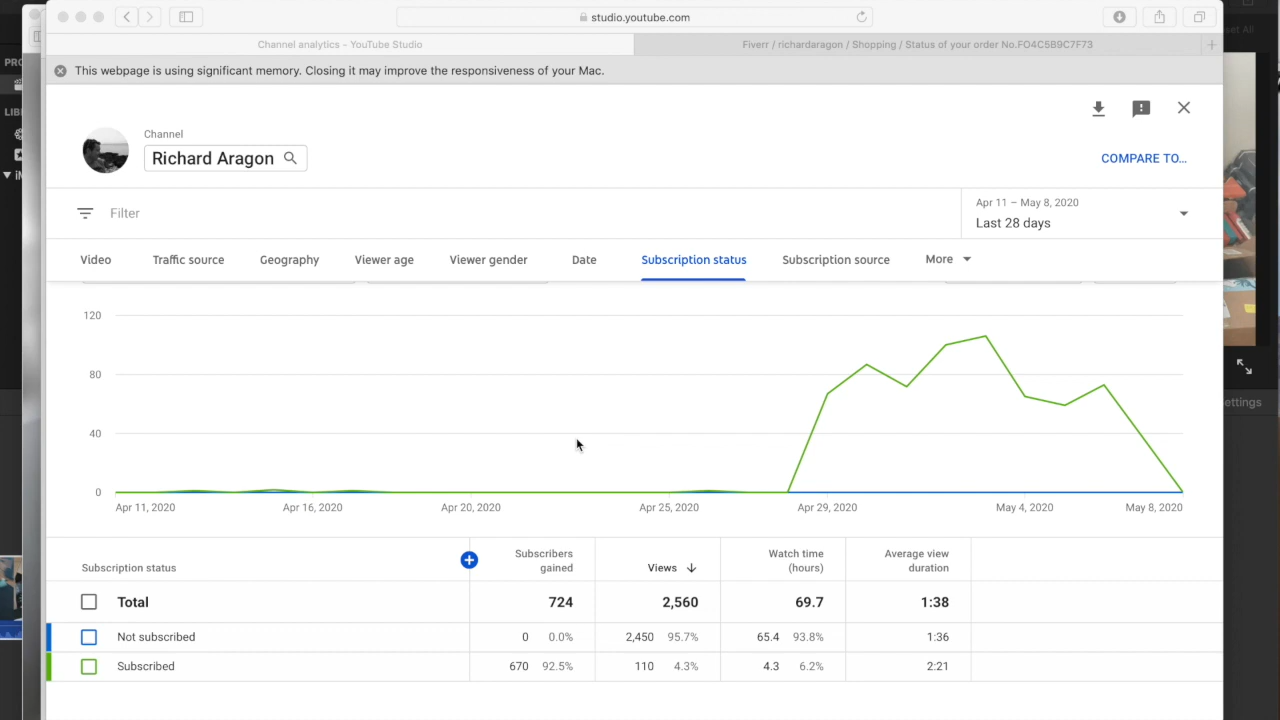 studio.youtube.com
Channel analytics - YouTube Studio
Fiverr / richardaragon / Shopping / Status of your order No.FO4C5B9C7F73
This webpage is using significant memory. Closing it may improve the responsiveness of your Mac.
Channel
Richard Aragon
COMPARE TO...
Filter
Apr 11 – May 8, 2020
Last 28 days
Video Traffic source Geography Viewer age Viewer gender Date Subscription status Subscription source More
120
80
40
0
Apr 11, 2020 Apr 16, 2020 Apr 20, 2020 Apr 25, 2020 Apr 29, 2020 May 4, 2020 May 8, 2020
Subscription status
Subscribers
gained
Views
Watch time
(hours)
Average view
duration
Total 724 2,560 69.7 1:38
Not subscribed 0 0.0% 2,450 95.7% 65.4 93.8% 1:36
Subscribed 670 92.5% 110 4.3% 4.3 6.2% 2:21
PRO
LIB
ettings